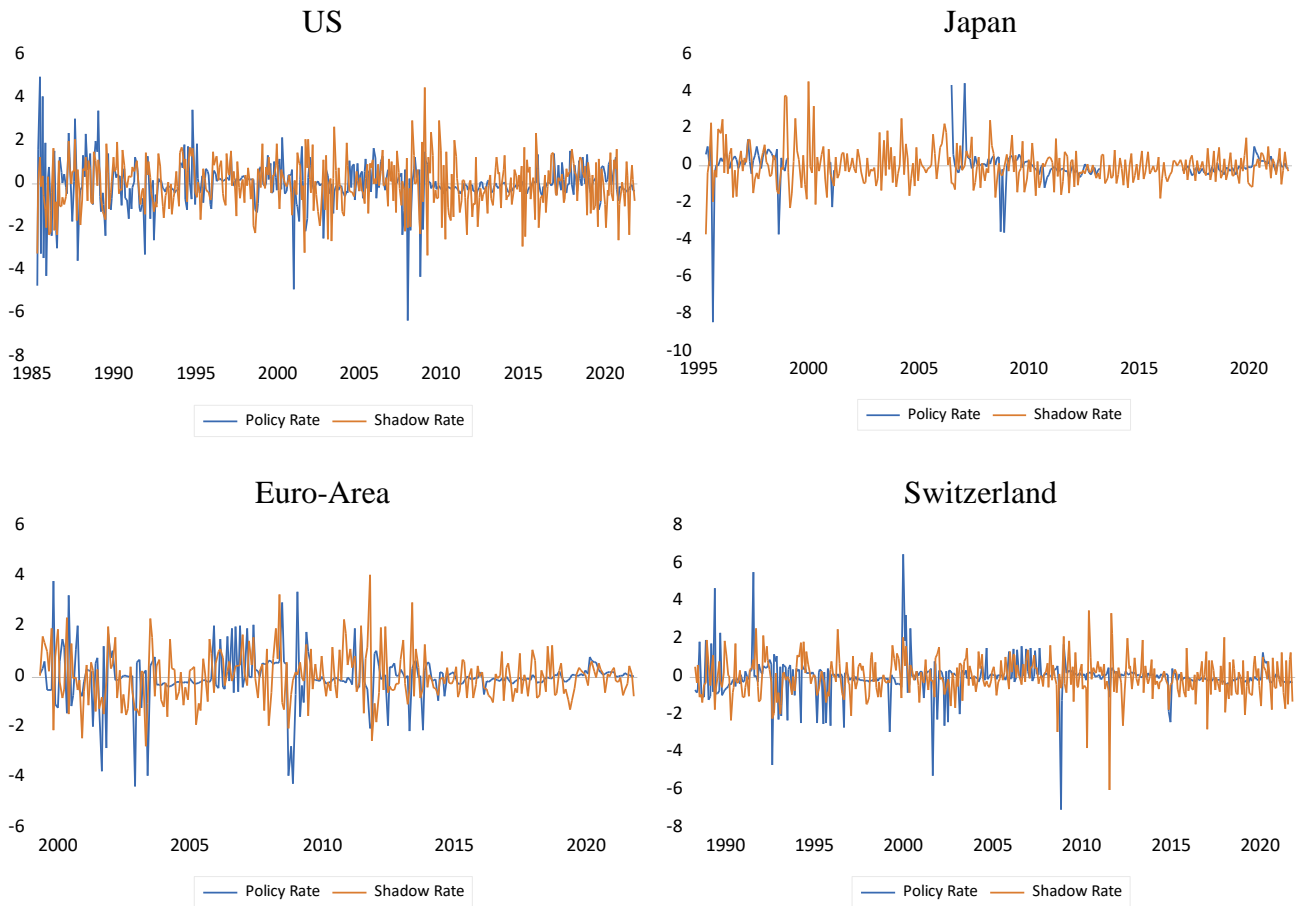 US
6
4
2
0
-2
-4
-6
-8
1985 1990 1995 2000 2005 2010 2015 2020
Policy Rate Shadow Rate
Japan
6
4
2
0
-2
-4
-6
-8
-10
1995 2000 2005 2010 2015 2020
Policy Rate Shadow Rate
Euro-Area
6
4
2
0
-2
-4
-6
2000 2005 2010 2015 2020
Policy Rate Shadow Rate
Switzerland
8
6
4
2
0
-2
-4
-6
-8
1990 1995 2000 2005 2010 2015 2020
Policy Rate Shadow Rate